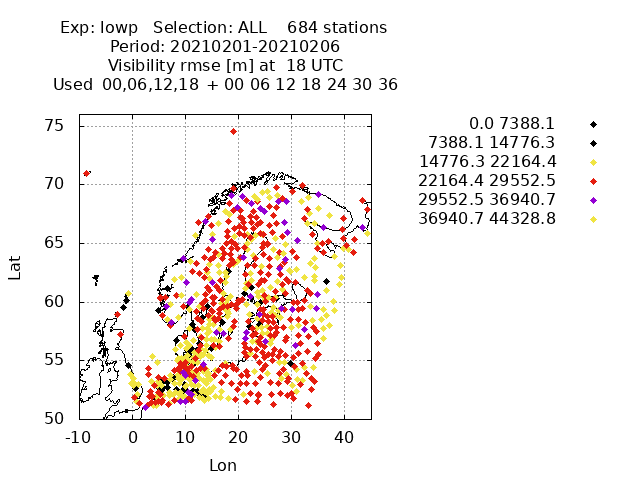 Exp: Iowp   Selection: ALL    684 stations
Period: 20210201-20210206
Visibility rmse [m] at  18 UTC
Used  00,06,12,18  + 00 06 12 18 24 30 36
0.0 7388.1
7388.1 14776.3
14776.3 22164.4
22164.4 29552.5
29552.5 36940.7
36940.7 44328.8
75
70
65
60
55
50
Lat
-10 0 10 20 30 40
Lon